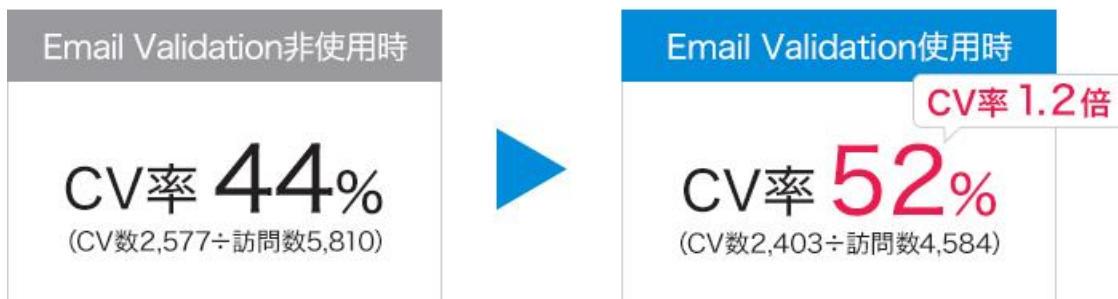 Email Validation非使用時
CV率 44%
(CV数2,577÷訪問数5,810)
Email Validation使用時
CV率 1.2倍
CV率 52%
(CV数2,403÷訪問数4,584)